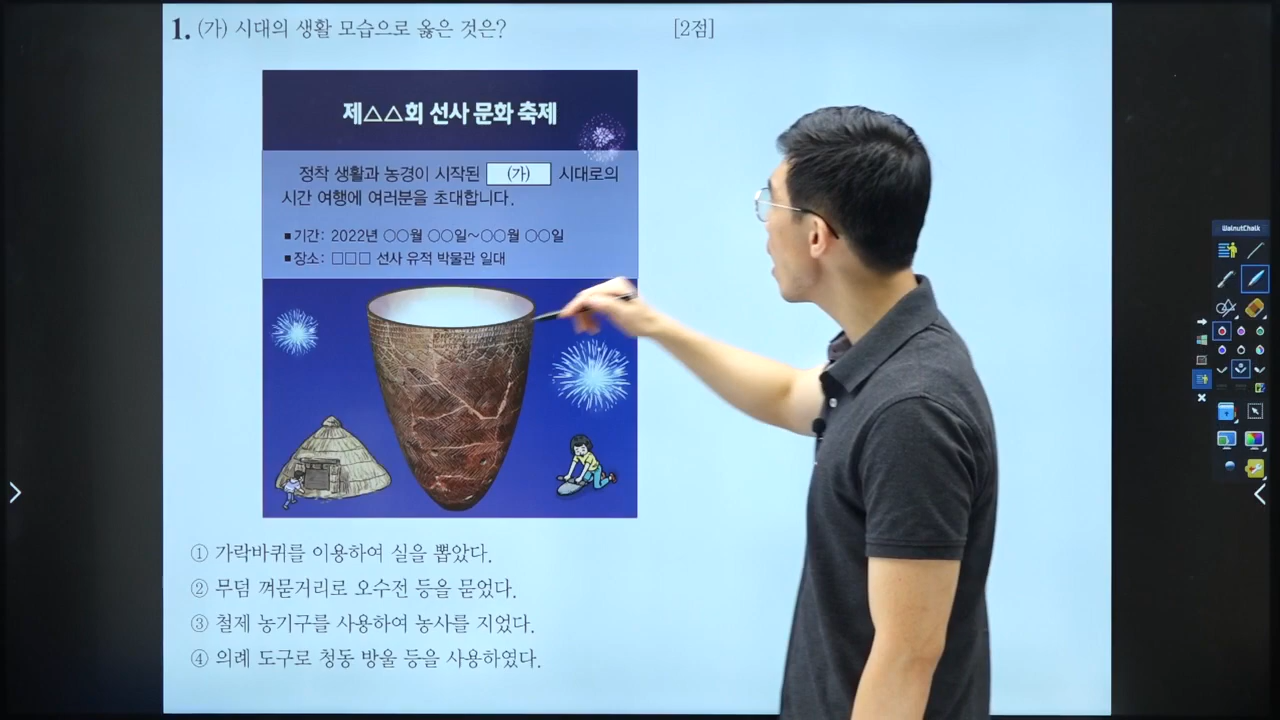 1. (가) 시대의 생활 모습으로 옳은 것은? [2점]
제△△회 선사 문화 축제
정착 생활과 농경이 시작된 (가) 시대로의
시간 여행에 여러분을 초대합니다.
■ 기간: 2022년 ○○월 ○○일~○○월 ○○일
■ 장소: □□□ 선사 유적 박물관 일대
① 가락바퀴를 이용하여 실을 뽑았다.
② 무덤 껴묻거리로 오수전 등을 묻었다.
③ 철제 농기구를 사용하여 농사를 지었다.
④ 의례 도구로 청동 방울 등을 사용하였다.
WalnutChalk